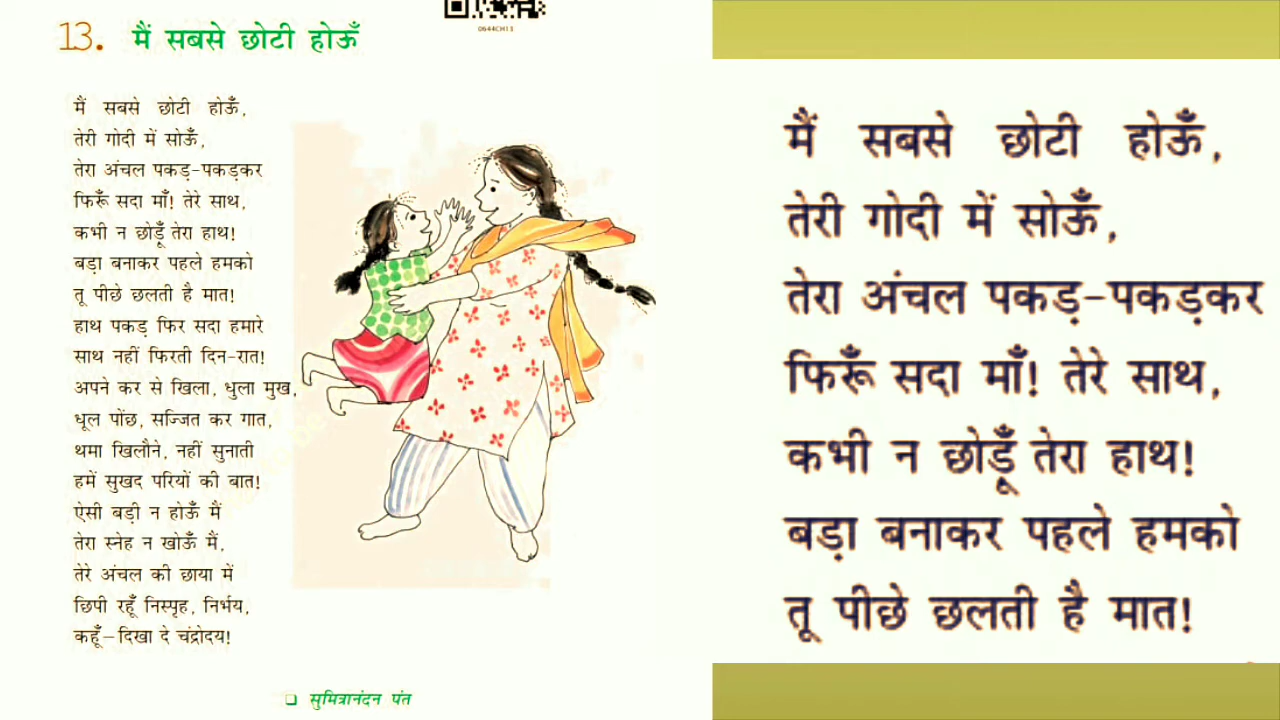 0644CH13
13. मैं सबसे छोटी होऊँ
मैं सबसे छोटी होऊँ,
तेरी गोदी में सोऊँ,
तेरा अंचल पकड़-पकड़कर
फिरूँ सदा माँ! तेरे साथ,
कभी न छोड़ूँ तेरा हाथ!
बड़ा बनाकर पहले हमको
तू पीछे छलती है मात!
हाथ पकड़ फिर सदा हमारे
साथ नहीं फिरती दिन-रात!
अपने कर से खिला, धुला मुख,
धूल पोंछ, सज्जित कर गात,
थमा खिलौने, नहीं सुनाती
हमें सुखद परियों की बात!
ऐसी बड़ी न होऊँ मैं
तेरा स्नेह न खोऊँ मैं,
तेरे अंचल की छाया में
छिपी रहूँ निस्पृह, निर्भय,
कहूँ–दिखा दे चंद्रोदय!
❑ सुमित्रानंदन पंत
मैं सबसे छोटी होऊँ,
तेरी गोदी में सोऊँ,
तेरा अंचल पकड़-पकड़कर
फिरूँ सदा माँ! तेरे साथ,
कभी न छोड़ूँ तेरा हाथ!
बड़ा बनाकर पहले हमको
तू पीछे छलती है मात!